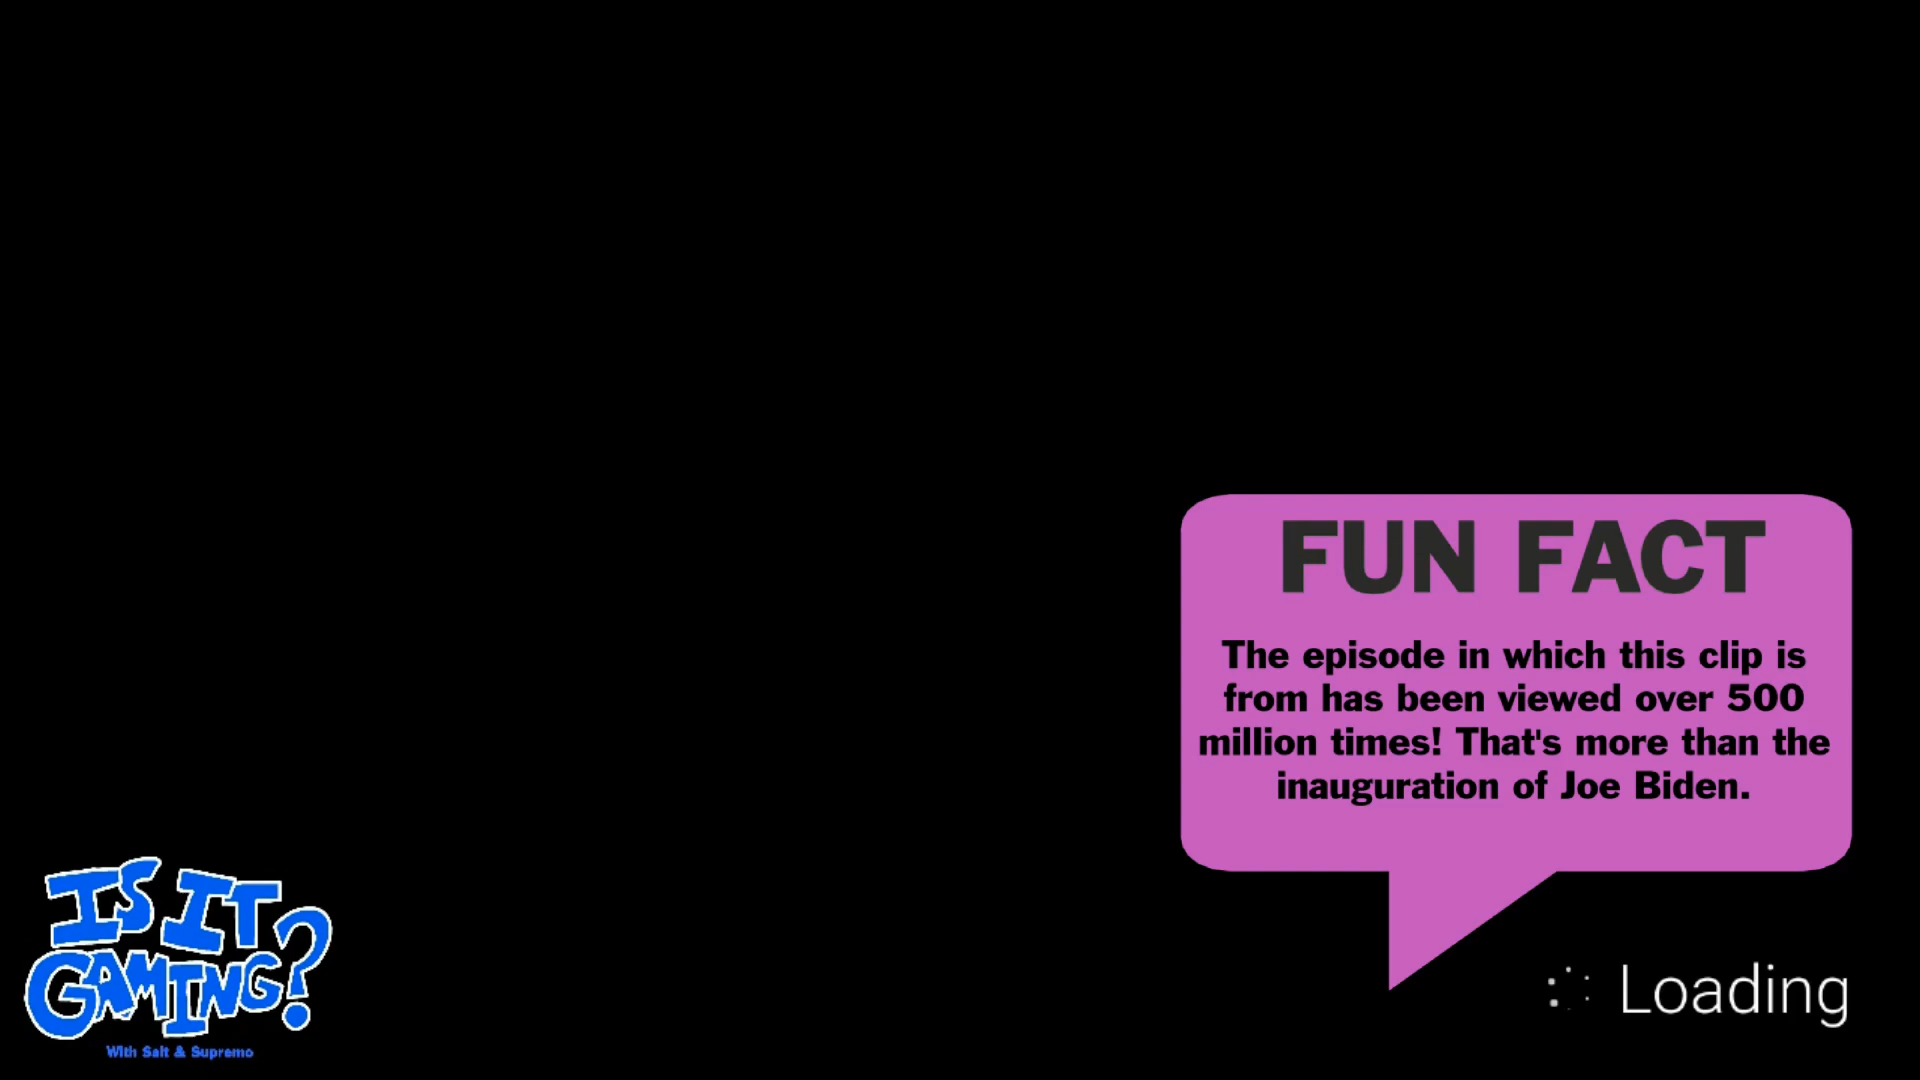 FUN FACT
The episode in which this clip is
from has been viewed over 500
million times! That's more than the
inauguration of Joe Biden.
IS IT
GAMING?
With Salt & Supremo
Loading